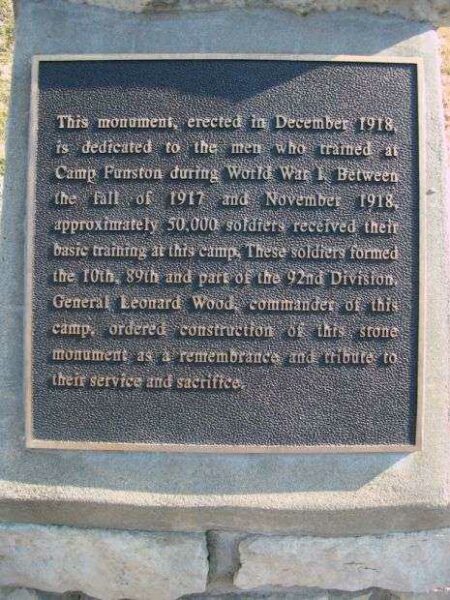 This monument, erected in December 1918,
is dedicated to the men who trained at
Camp Funston during World War I. Between
the fall of 1917 and November 1918,
approximately 50,000 soldiers received their
basic training at this camp. These soldiers formed
the 10th, 89th and part of the 92nd Division.
General Leonard Wood, commander of this
camp, ordered construction of this stone
monument as a remembrance and tribute to
their service and sacrifice.